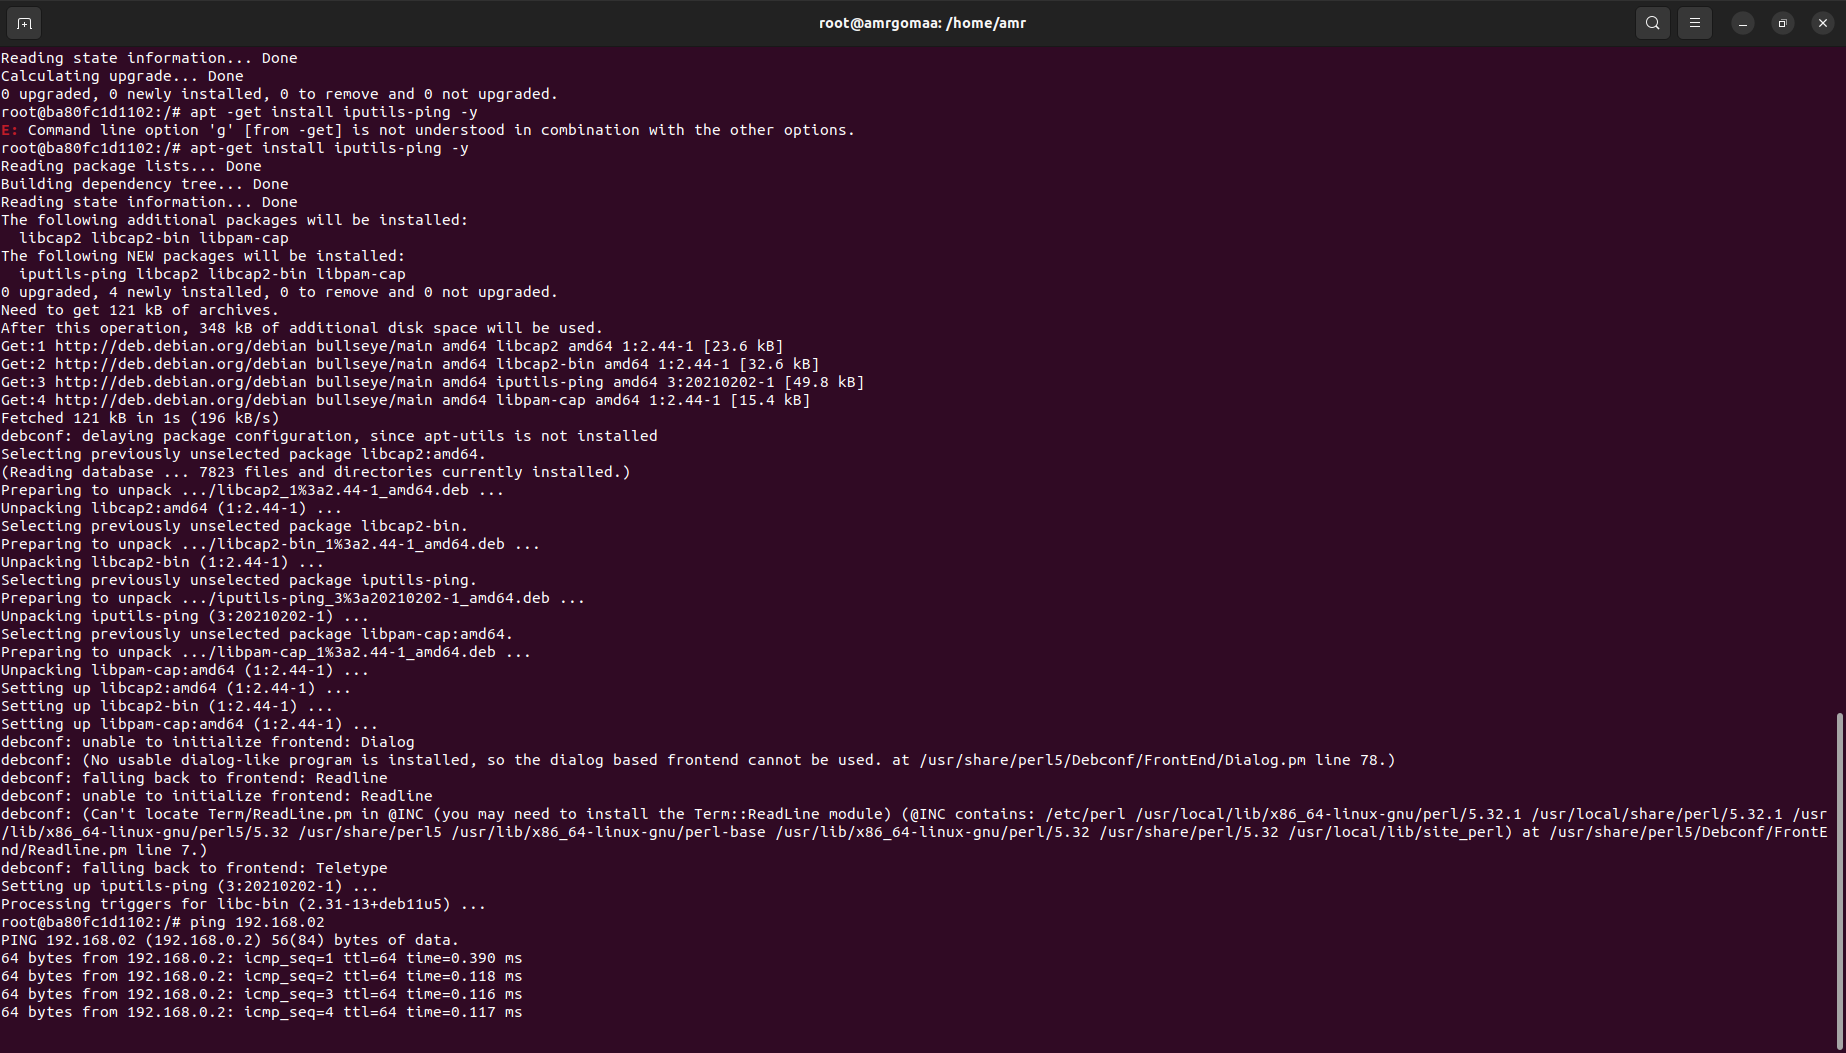 root@amrgomaa: /home/amr
Reading state information... Done
Calculating upgrade... Done
0 upgraded, 0 newly installed, 0 to remove and 0 not upgraded.
root@ba80fc1d1102:/# apt -get install iputils-ping -y
E: Command line option 'g' [from -get] is not understood in combination with the other options.
root@ba80fc1d1102:/# apt-get install iputils-ping -y
Reading package lists... Done
Building dependency tree... Done
Reading state information... Done
The following additional packages will be installed:
  libcap2 libcap2-bin libpam-cap
The following NEW packages will be installed:
  iputils-ping libcap2 libcap2-bin libpam-cap
0 upgraded, 4 newly installed, 0 to remove and 0 not upgraded.
Need to get 121 kB of archives.
After this operation, 348 kB of additional disk space will be used.
Get:1 http://deb.debian.org/debian bullseye/main amd64 libcap2 amd64 1:2.44-1 [23.6 kB]
Get:2 http://deb.debian.org/debian bullseye/main amd64 libcap2-bin amd64 1:2.44-1 [32.6 kB]
Get:3 http://deb.debian.org/debian bullseye/main amd64 iputils-ping amd64 3:20210202-1 [49.8 kB]
Get:4 http://deb.debian.org/debian bullseye/main amd64 libpam-cap amd64 1:2.44-1 [15.4 kB]
Fetched 121 kB in 1s (196 kB/s)
debconf: delaying package configuration, since apt-utils is not installed
Selecting previously unselected package libcap2:amd64.
(Reading database ... 7823 files and directories currently installed.)
Preparing to unpack .../libcap2_1%3a2.44-1_amd64.deb ...
Unpacking libcap2:amd64 (1:2.44-1) ...
Selecting previously unselected package libcap2-bin.
Preparing to unpack .../libcap2-bin_1%3a2.44-1_amd64.deb ...
Unpacking libcap2-bin (1:2.44-1) ...
Selecting previously unselected package iputils-ping.
Preparing to unpack .../iputils-ping_3%3a20210202-1_amd64.deb ...
Unpacking iputils-ping (3:20210202-1) ...
Selecting previously unselected package libpam-cap:amd64.
Preparing to unpack .../libpam-cap_1%3a2.44-1_amd64.deb ...
Unpacking libpam-cap:amd64 (1:2.44-1) ...
Setting up libcap2:amd64 (1:2.44-1) ...
Setting up libcap2-bin (1:2.44-1) ...
Setting up libpam-cap:amd64 (1:2.44-1) ...
debconf: unable to initialize frontend: Dialog
debconf: (No usable dialog-like program is installed, so the dialog based frontend cannot be used. at /usr/share/perl5/Debconf/FrontEnd/Dialog.pm line 78.)
debconf: falling back to frontend: Readline
debconf: unable to initialize frontend: Readline
debconf: (Can't locate Term/ReadLine.pm in @INC (you may need to install the Term::ReadLine module) (@INC contains: /etc/perl /usr/local/lib/x86_64-linux-gnu/perl/5.32.1 /usr/local/share/perl/5.32.1 /usr
/lib/x86_64-linux-gnu/perl5/5.32 /usr/share/perl5 /usr/lib/x86_64-linux-gnu/perl-base /usr/lib/x86_64-linux-gnu/perl/5.32 /usr/share/perl/5.32 /usr/local/lib/site_perl) at /usr/share/perl5/Debconf/FrontE
nd/Readline.pm line 7.)
debconf: falling back to frontend: Teletype
Setting up iputils-ping (3:20210202-1) ...
Processing triggers for libc-bin (2.31-13+deb11u5) ...
root@ba80fc1d1102:/# ping 192.168.02
PING 192.168.02 (192.168.0.2) 56(84) bytes of data.
64 bytes from 192.168.0.2: icmp_seq=1 ttl=64 time=0.390 ms
64 bytes from 192.168.0.2: icmp_seq=2 ttl=64 time=0.118 ms
64 bytes from 192.168.0.2: icmp_seq=3 ttl=64 time=0.116 ms
64 bytes from 192.168.0.2: icmp_seq=4 ttl=64 time=0.117 ms